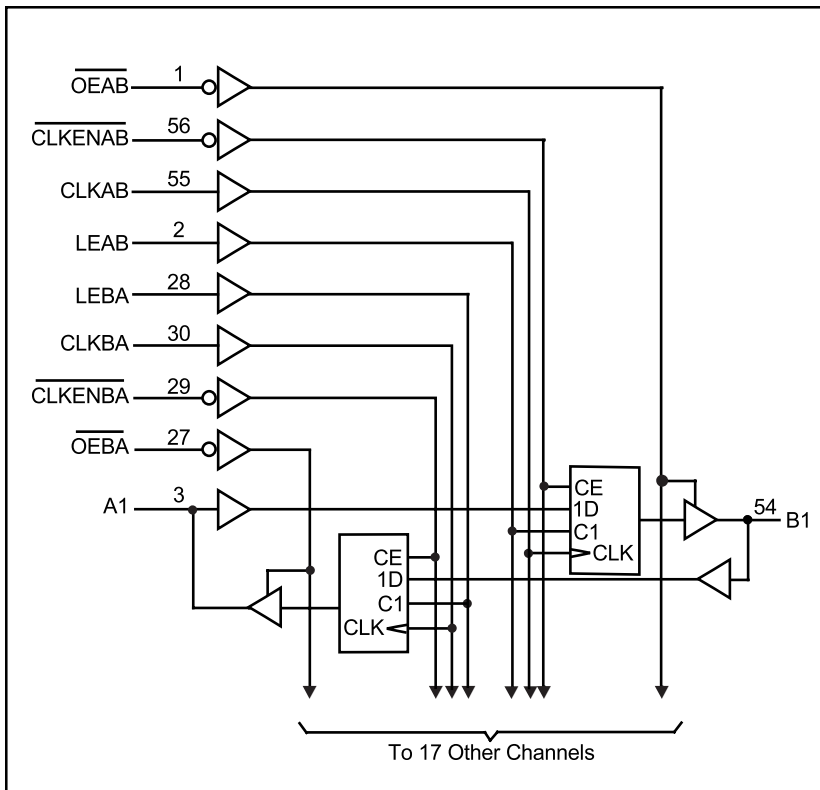 OEAB 1
CLKENAB 56
CLKAB 55
LEAB 2
LEBA 28
CLKBA 30
CLKENBA 29
OEBA 27
A1 3
CE
1D
C1
CLK
54 B1
CE
1D
C1
CLK
To 17 Other Channels